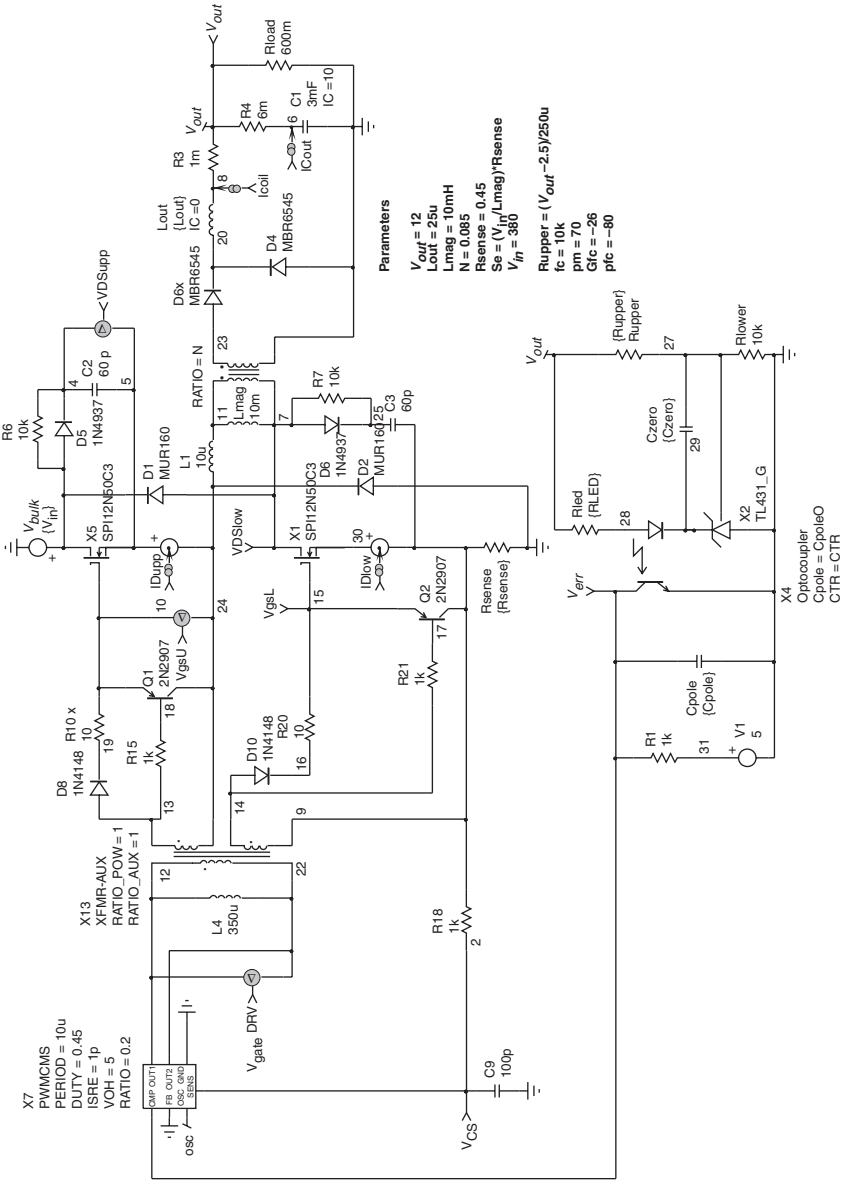 X7
PWMCMS
PERIOD = 10u
DUTY = 0.45
ISRE = 1p
VOH = 5
RATIO = 0.2
CMP OUT1
FB OUT2
OSC GND
SENS
osc
Vgate DRV
VCS
C9
100p
X13
XFMR-AUX
RATIO_POW = 1
RATIO_AUX = 1
12
22
L4
350u
R18
1k
2
D8
1N4148
13
14
9
R10 x
10
19
R15
1k
18
Q1
2N2907
D10
1N4148
16
R20
10
R21
1k
17
Q2
2N2907
VgsU
10
24
VgsL
15
Vbulk
{Vin}
+
X5
SPI12N50C3
+
IDupp
VDSlow
X1
SPI12N50C3
30
+
IDlow
Rsense
{Rsense}
R6
10k
D5
1N4937
4
C2
60 p
5
VDSupp
D1
MUR160
L1
10u
11
Lmag
10m
7
RATIO = N
23
R7
10k
D6
1N4937
25
C3
60p
D2
MUR160
D6x
MBR6545
20
D4
MBR6545
Lout
{Lout}
IC =0
8
Icoil
R3
1m
Vout
R4
6m
6
C1
3mF
IC =10
ICout
Rload
600m
Vout
Parameters
Vout = 12
Lout = 25u
Lmag = 10mH
N = 0.085
Rsense = 0.45
Se = (Vin/Lmag)*Rsense
Vin = 380
Rupper = (Vout−2.5)/250u
fc = 10k
pm = 70
Gfc = −26
pfc = −80
Vout
{Rupper}
Rupper
27
Rlower
10k
Czero
{Czero}
29
Rled
{RLED}
28
X2
TL431_G
Verr
X4
Optocoupler
Cpole = CpoleO
CTR = CTR
Cpole
{Cpole}
R1
1k
31
V1
5
+